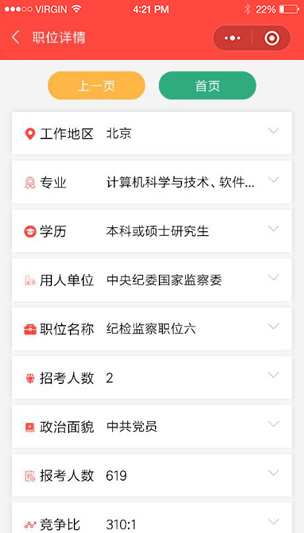 VIRGIN 4:21 PM 22%
职位详情
上一页 首页
工作地区 北京
专业 计算机科学与技术、软件...
学历 本科或硕士研究生
用人单位 中央纪委国家监察委
职位名称 纪检监察职位六
招考人数 2
政治面貌 中共党员
报考人数 619
竞争比 310:1